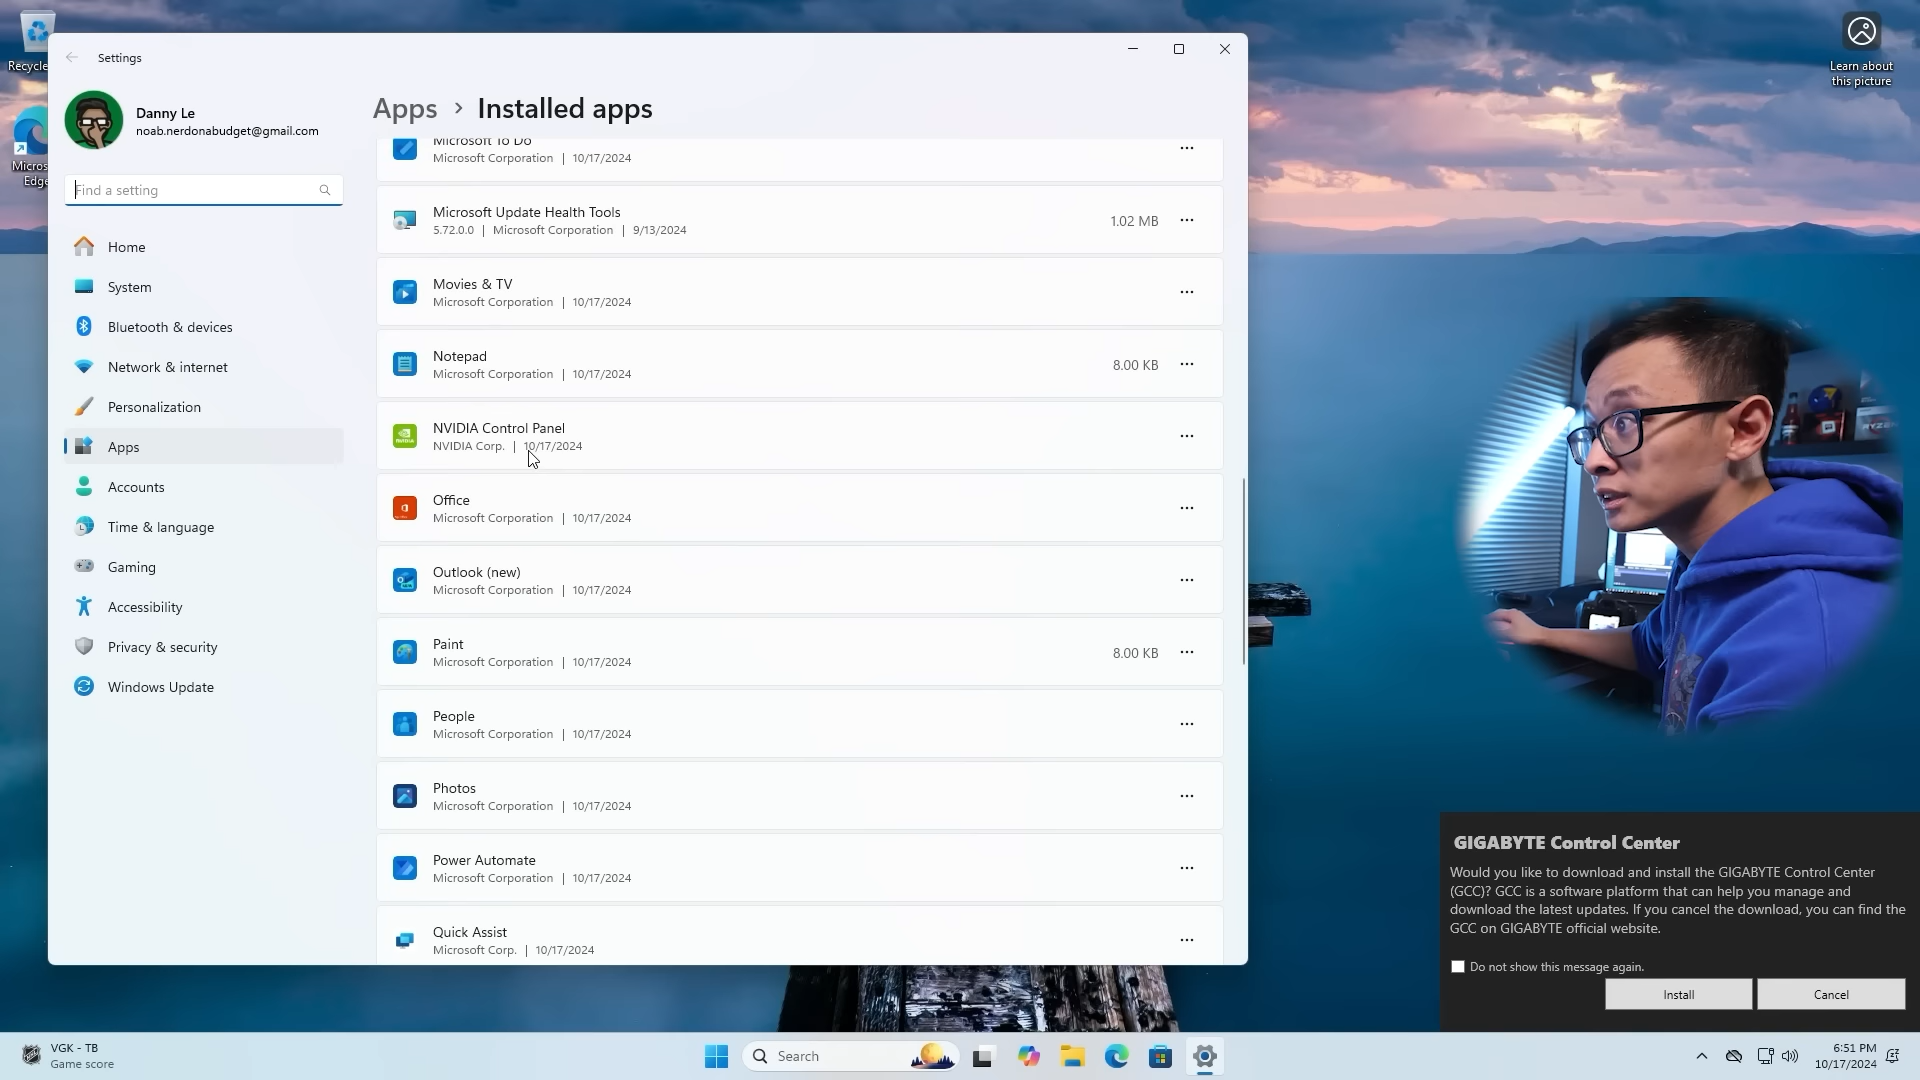 Recycle
Micros
Edge
Learn about
this picture
Settings
Danny Le
noab.nerdonabudget@gmail.com
Find a setting
Home
System
Bluetooth & devices
Network & internet
Personalization
Apps
Accounts
Time & language
Gaming
Accessibility
Privacy & security
Windows Update
Apps > Installed apps
Microsoft To Do
Microsoft Corporation | 10/17/2024
Microsoft Update Health Tools
5.72.0.0 | Microsoft Corporation | 9/13/2024
1.02 MB
Movies & TV
Microsoft Corporation | 10/17/2024
Notepad
Microsoft Corporation | 10/17/2024
8.00 KB
NVIDIA Control Panel
NVIDIA Corp. | 10/17/2024
Office
Microsoft Corporation | 10/17/2024
Outlook (new)
Microsoft Corporation | 10/17/2024
Paint
Microsoft Corporation | 10/17/2024
8.00 KB
People
Microsoft Corporation | 10/17/2024
Photos
Microsoft Corporation | 10/17/2024
Power Automate
Microsoft Corporation | 10/17/2024
Quick Assist
Microsoft Corp. | 10/17/2024
RYZEN
GIGABYTE Control Center
Would you like to download and install the GIGABYTE Control Center
(GCC)? GCC is a software platform that can help you manage and
download the latest updates. If you cancel the download, you can find the
GCC on GIGABYTE official website.
Do not show this message again.
Install
Cancel
VGK - TB
Game score
Search
6:51 PM
10/17/2024